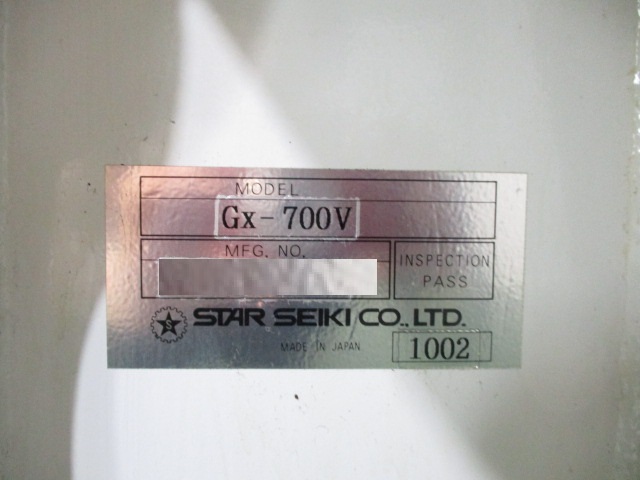 MODEL
Gx-700V
MFG. NO.
INSPECTION
PASS
STAR SEIKI CO.,LTD.
MADE IN JAPAN
1002